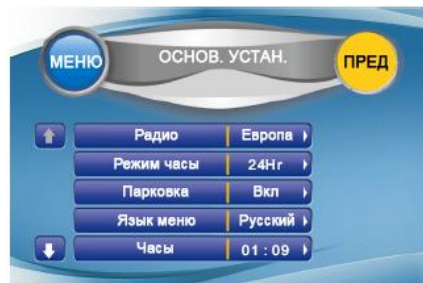 МЕНЮ
ОСНОВ. УСТАН.
ПРЕД
Радио Европа
Режим часы 24Hr
Парковка Вкл
Язык меню Русский
Часы 01 : 09